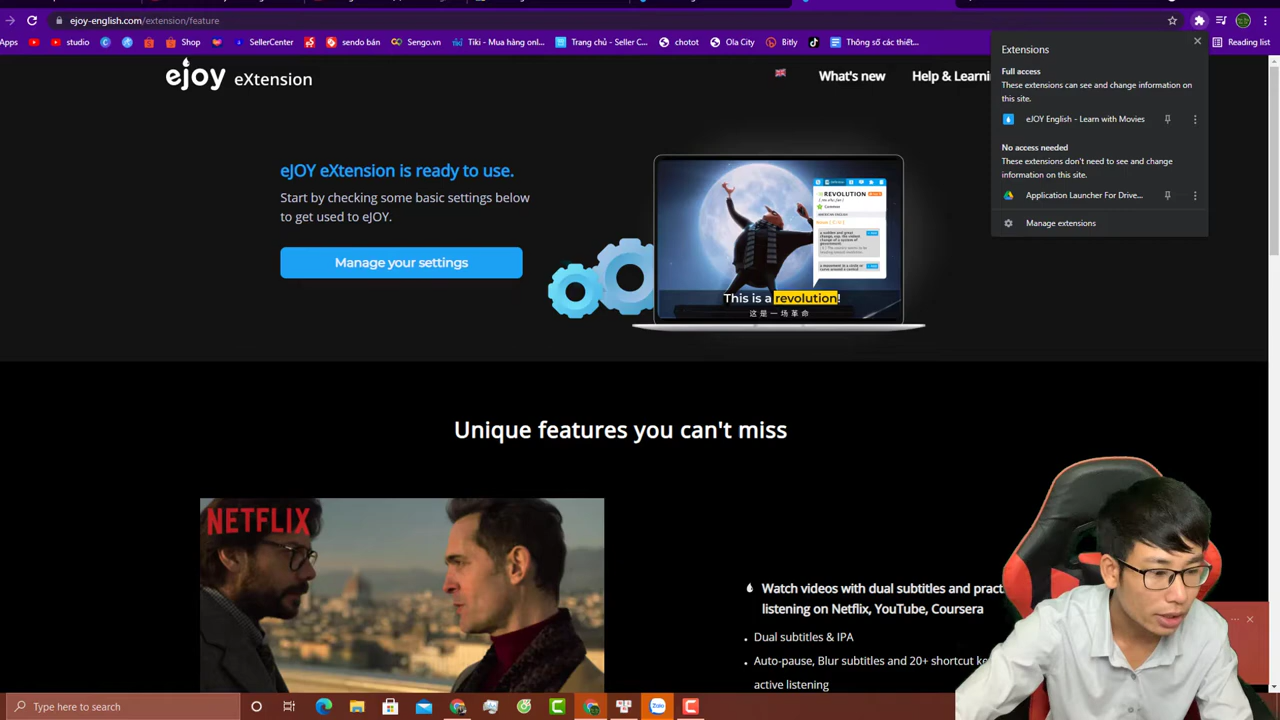 ejoy-english.com/extension/feature
Apps
studio
Shop
SellerCenter
sendo bán
Sengo.vn
Tiki - Mua hàng onl...
Trang chủ - Seller C...
chotot
Ola City
Bitly
Thông số các thiết...
Reading list
ejoy eXtension
What's new
Help & Learni
Extensions
Full access
These extensions can see and change information on
this site.
eJOY English - Learn with Movies
No access needed
These extensions don't need to see and change
information on this site.
Application Launcher For Drive...
Manage extensions
eJOY eXtension is ready to use.
Start by checking some basic settings below
to get used to eJOY.
Manage your settings
REVOLUTION
This is a revolution!
这是一场革命
Unique features you can't miss
NETFLIX
Watch videos with dual subtitles and pract
listening on Netflix, YouTube, Coursera
Dual subtitles & IPA
Auto-pause, Blur subtitles and 20+ shortcut ke
active listening
Type here to search
Zalo